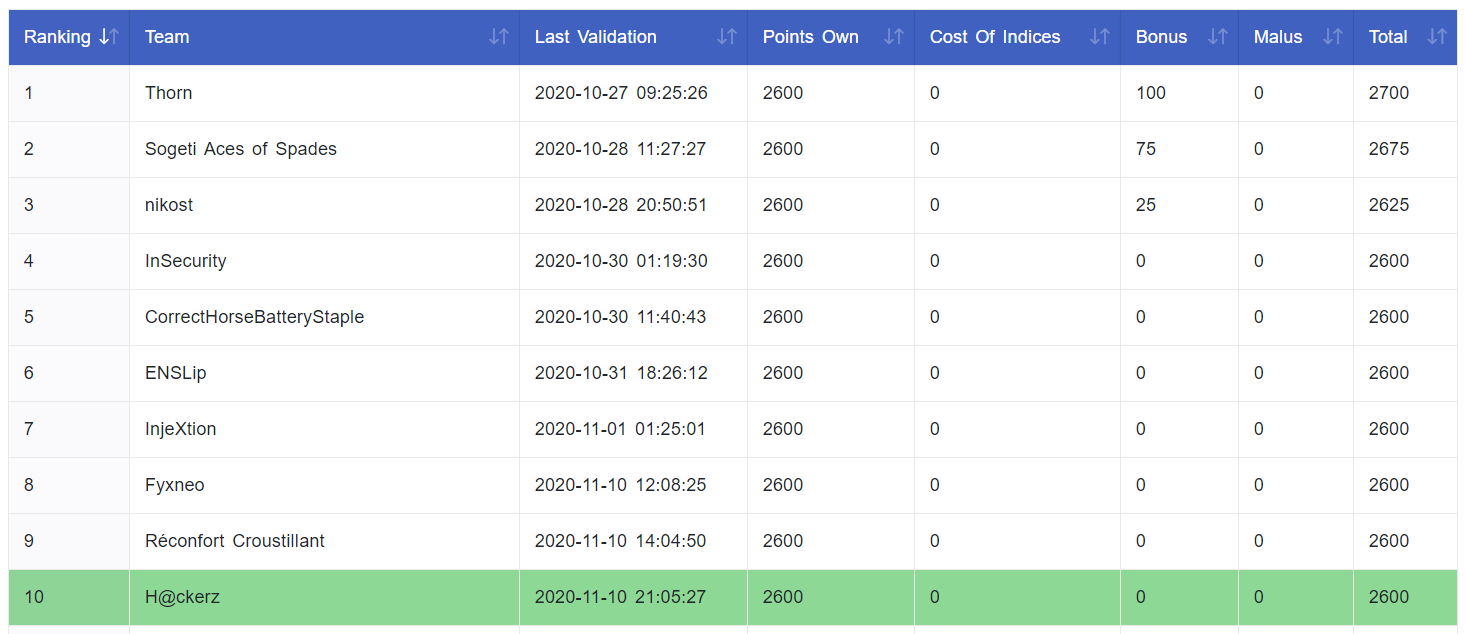 Ranking Team Last Validation Points Own Cost Of Indices Bonus Malus Total
1 Thorn 2020-10-27 09:25:26 2600 0 100 0 2700
2 Sogeti Aces of Spades 2020-10-28 11:27:27 2600 0 75 0 2675
3 nikost 2020-10-28 20:50:51 2600 0 25 0 2625
4 InSecurity 2020-10-30 01:19:30 2600 0 0 0 2600
5 CorrectHorseBatteryStaple 2020-10-30 11:40:43 2600 0 0 0 2600
6 ENSLip 2020-10-31 18:26:12 2600 0 0 0 2600
7 InjeXtion 2020-11-01 01:25:01 2600 0 0 0 2600
8 Fyxneo 2020-11-10 12:08:25 2600 0 0 0 2600
9 Réconfort Croustillant 2020-11-10 14:04:50 2600 0 0 0 2600
10 H@ckerz 2020-11-10 21:05:27 2600 0 0 0 2600